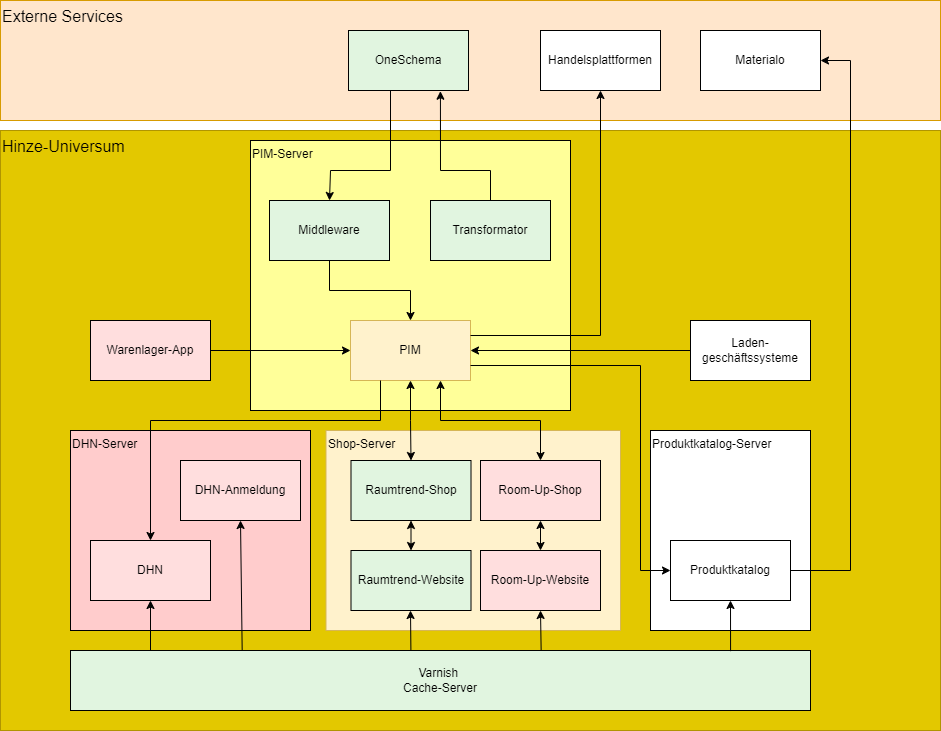 Externe Services
OneSchema
Handelsplattformen
Materialo
Hinze-Universum
PIM-Server
Middleware
Transformator
Warenlager-App
PIM
Laden-
geschäftssysteme
DHN-Server
Shop-Server
Produktkatalog-Server
DHN-Anmeldung
Raumtrend-Shop
Room-Up-Shop
DHN
Raumtrend-Website
Room-Up-Website
Produktkatalog
Varnish
Cache-Server